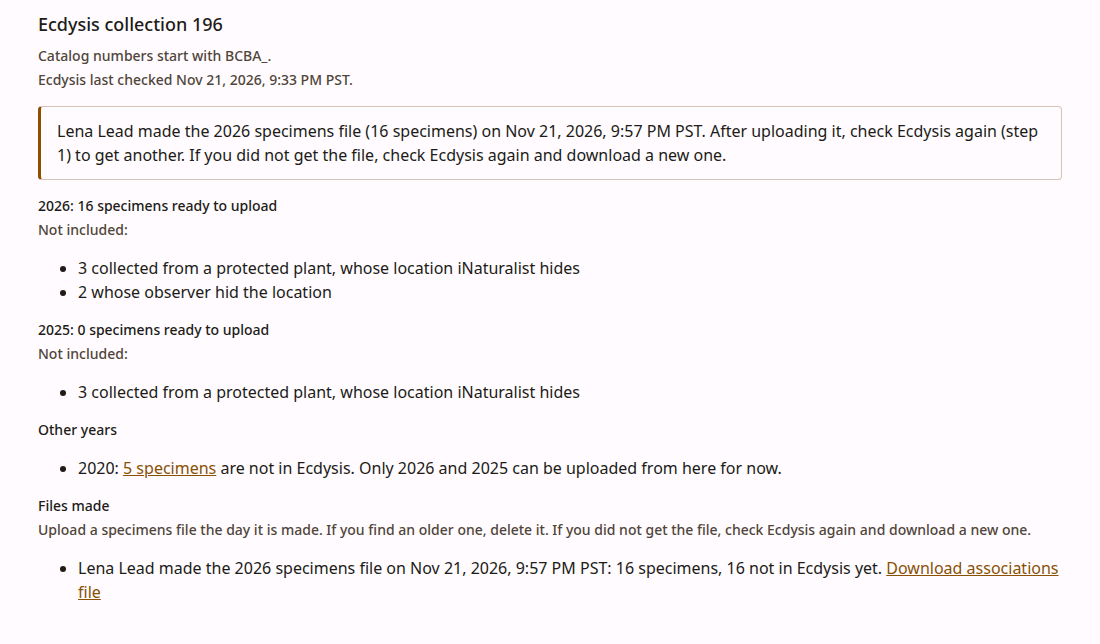 Ecdysis collection 196
Catalog numbers start with BCBA_.
Ecdysis last checked Nov 21, 2026, 9:33 PM PST.
Lena Lead made the 2026 specimens file (16 specimens) on Nov 21, 2026, 9:57 PM PST. After uploading it, check Ecdysis again (step
1) to get another. If you did not get the file, check Ecdysis again and download a new one.
2026: 16 specimens ready to upload
Not included:
• 3 collected from a protected plant, whose location iNaturalist hides
• 2 whose observer hid the location
2025: 0 specimens ready to upload
Not included:
• 3 collected from a protected plant, whose location iNaturalist hides
Other years
• 2020: 5 specimens are not in Ecdysis. Only 2026 and 2025 can be uploaded from here for now.
Files made
Upload a specimens file the day it is made. If you find an older one, delete it. If you did not get the file, check Ecdysis again and download a new one.
• Lena Lead made the 2026 specimens file on Nov 21, 2026, 9:57 PM PST: 16 specimens, 16 not in Ecdysis yet. Download associations
file